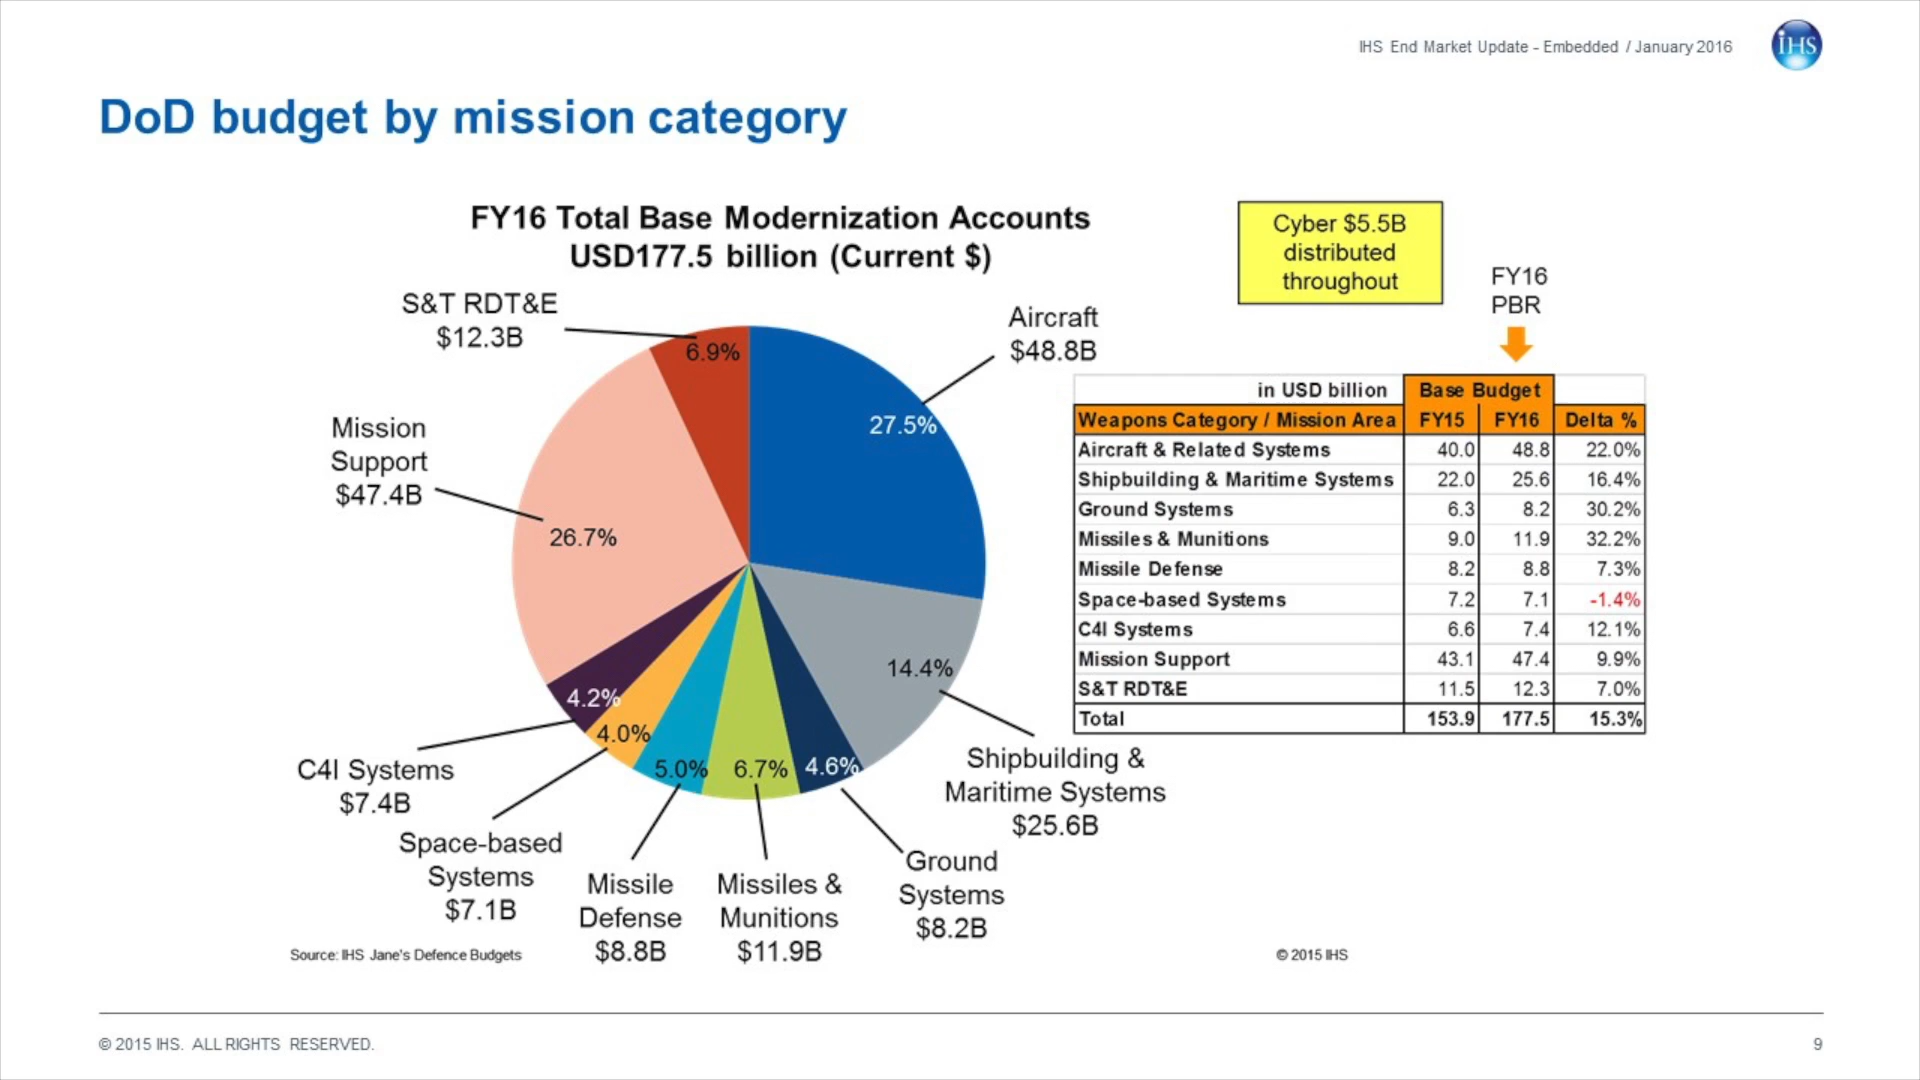 IHS End Market Update - Embedded / January 2016
IHS
DoD budget by mission category
FY16 Total Base Modernization Accounts
USD177.5 billion (Current $)
Cyber $5.5B
distributed
throughout
FY16
PBR
S&T RDT&E
$12.3B
6.9%
Aircraft
$48.8B
27.5%
Mission
Support
$47.4B
26.7%
14.4%
Shipbuilding &
Maritime Systems
$25.6B
4.6%
Ground
Systems
$8.2B
6.7%
Missiles &
Munitions
$11.9B
5.0%
Missile
Defense
$8.8B
4.0%
Space-based
Systems
$7.1B
4.2%
C4I Systems
$7.4B
in USD billion Base Budget
Weapons Category / Mission Area FY15 FY16 Delta %
Aircraft & Related Systems 40.0 48.8 22.0%
Shipbuilding & Maritime Systems 22.0 25.6 16.4%
Ground Systems 6.3 8.2 30.2%
Missiles & Munitions 9.0 11.9 32.2%
Missile Defense 8.2 8.8 7.3%
Space-based Systems 7.2 7.1 -1.4%
C4I Systems 6.6 7.4 12.1%
Mission Support 43.1 47.4 9.9%
S&T RDT&E 11.5 12.3 7.0%
Total 153.9 177.5 15.3%
Source: IHS Jane's Defence Budgets
© 2015 IHS
© 2015 IHS. ALL RIGHTS RESERVED.
9